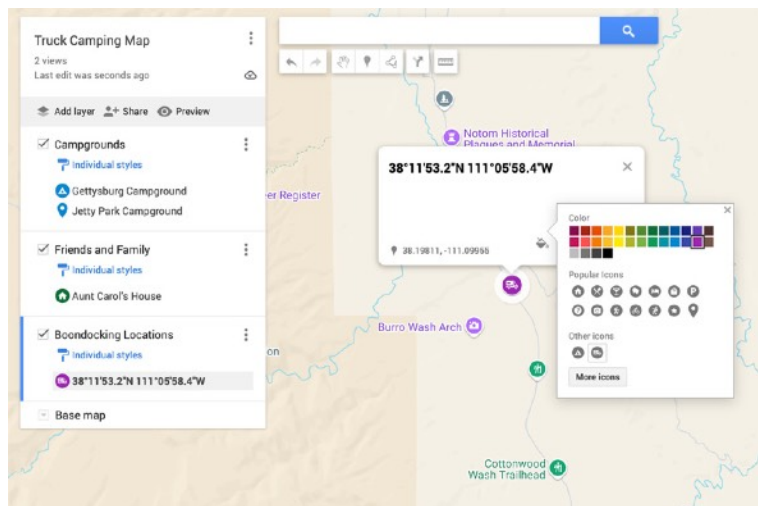 Truck Camping Map
2 views
Last edit was seconds ago
Add layer
Share
Preview
Campgrounds
Individual styles
Gettysburg Campground
Jetty Park Campground
Friends and Family
Individual styles
Aunt Carol's House
Boondocking Locations
Individual styles
38°11'53.2"N 111°05'58.4"W
Base map
Notom Historical
Plaques and Memorial
er Register
38°11'53.2"N 111°05'58.4"W
38.19811, -111.09955
Color
Popular Icons
Other icons
More icons
Burro Wash Arch
on
Cottonwood
Wash Trailhead